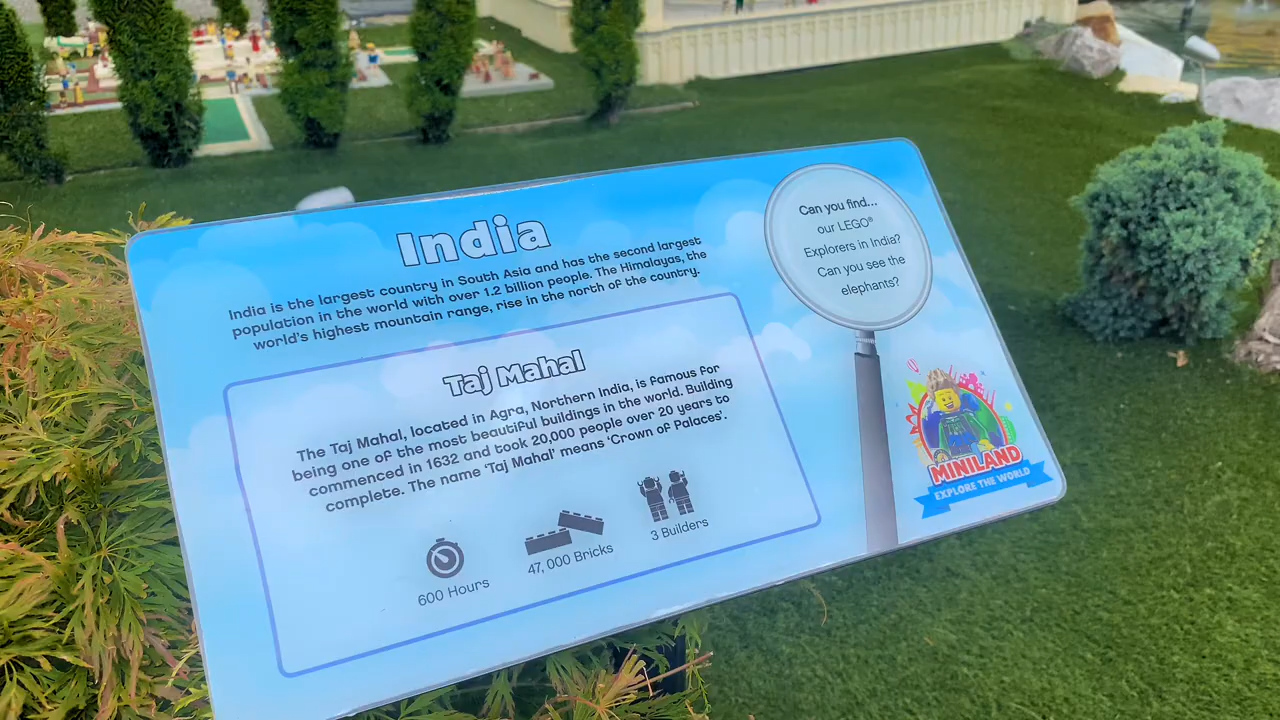 India
India is the largest country in South Asia and has the second largest
population in the world with over 1.2 billion people. The Himalayas, the
world's highest mountain range, rise in the north of the country.
Taj Mahal
The Taj Mahal, located in Agra, Northern India, is famous for
being one of the most beautiful buildings in the world. Building
commenced in 1632 and took 20,000 people over 20 years to
complete. The name 'Taj Mahal' means 'Crown of Palaces'.
600 Hours
47,000 Bricks
3 Builders
Can you find...
our LEGO®
Explorers in India?
Can you see the
elephants?
MINILAND
EXPLORE THE WORLD